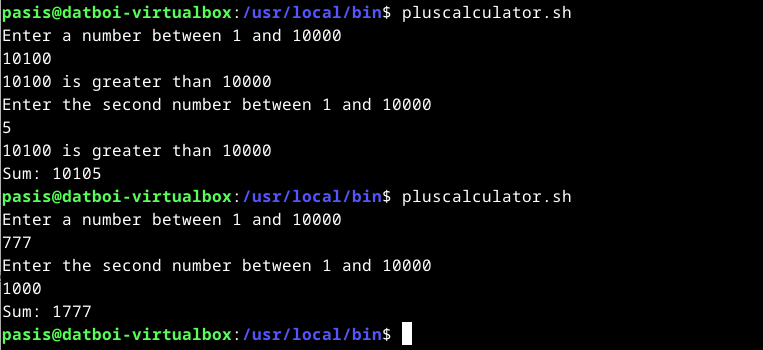 pasis@datboi-virtualbox:/usr/local/bin$ pluscalculator.sh
Enter a number between 1 and 10000
10100
10100 is greater than 10000
Enter the second number between 1 and 10000
5
10100 is greater than 10000
Sum: 10105
pasis@datboi-virtualbox:/usr/local/bin$ pluscalculator.sh
Enter a number between 1 and 10000
777
Enter the second number between 1 and 10000
1000
Sum: 1777
pasis@datboi-virtualbox:/usr/local/bin$